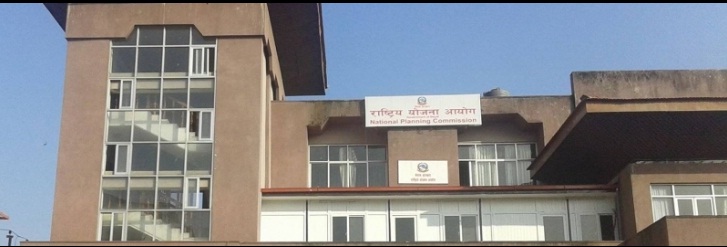 राष्ट्रिय योजना आयोग
National Planning Commission